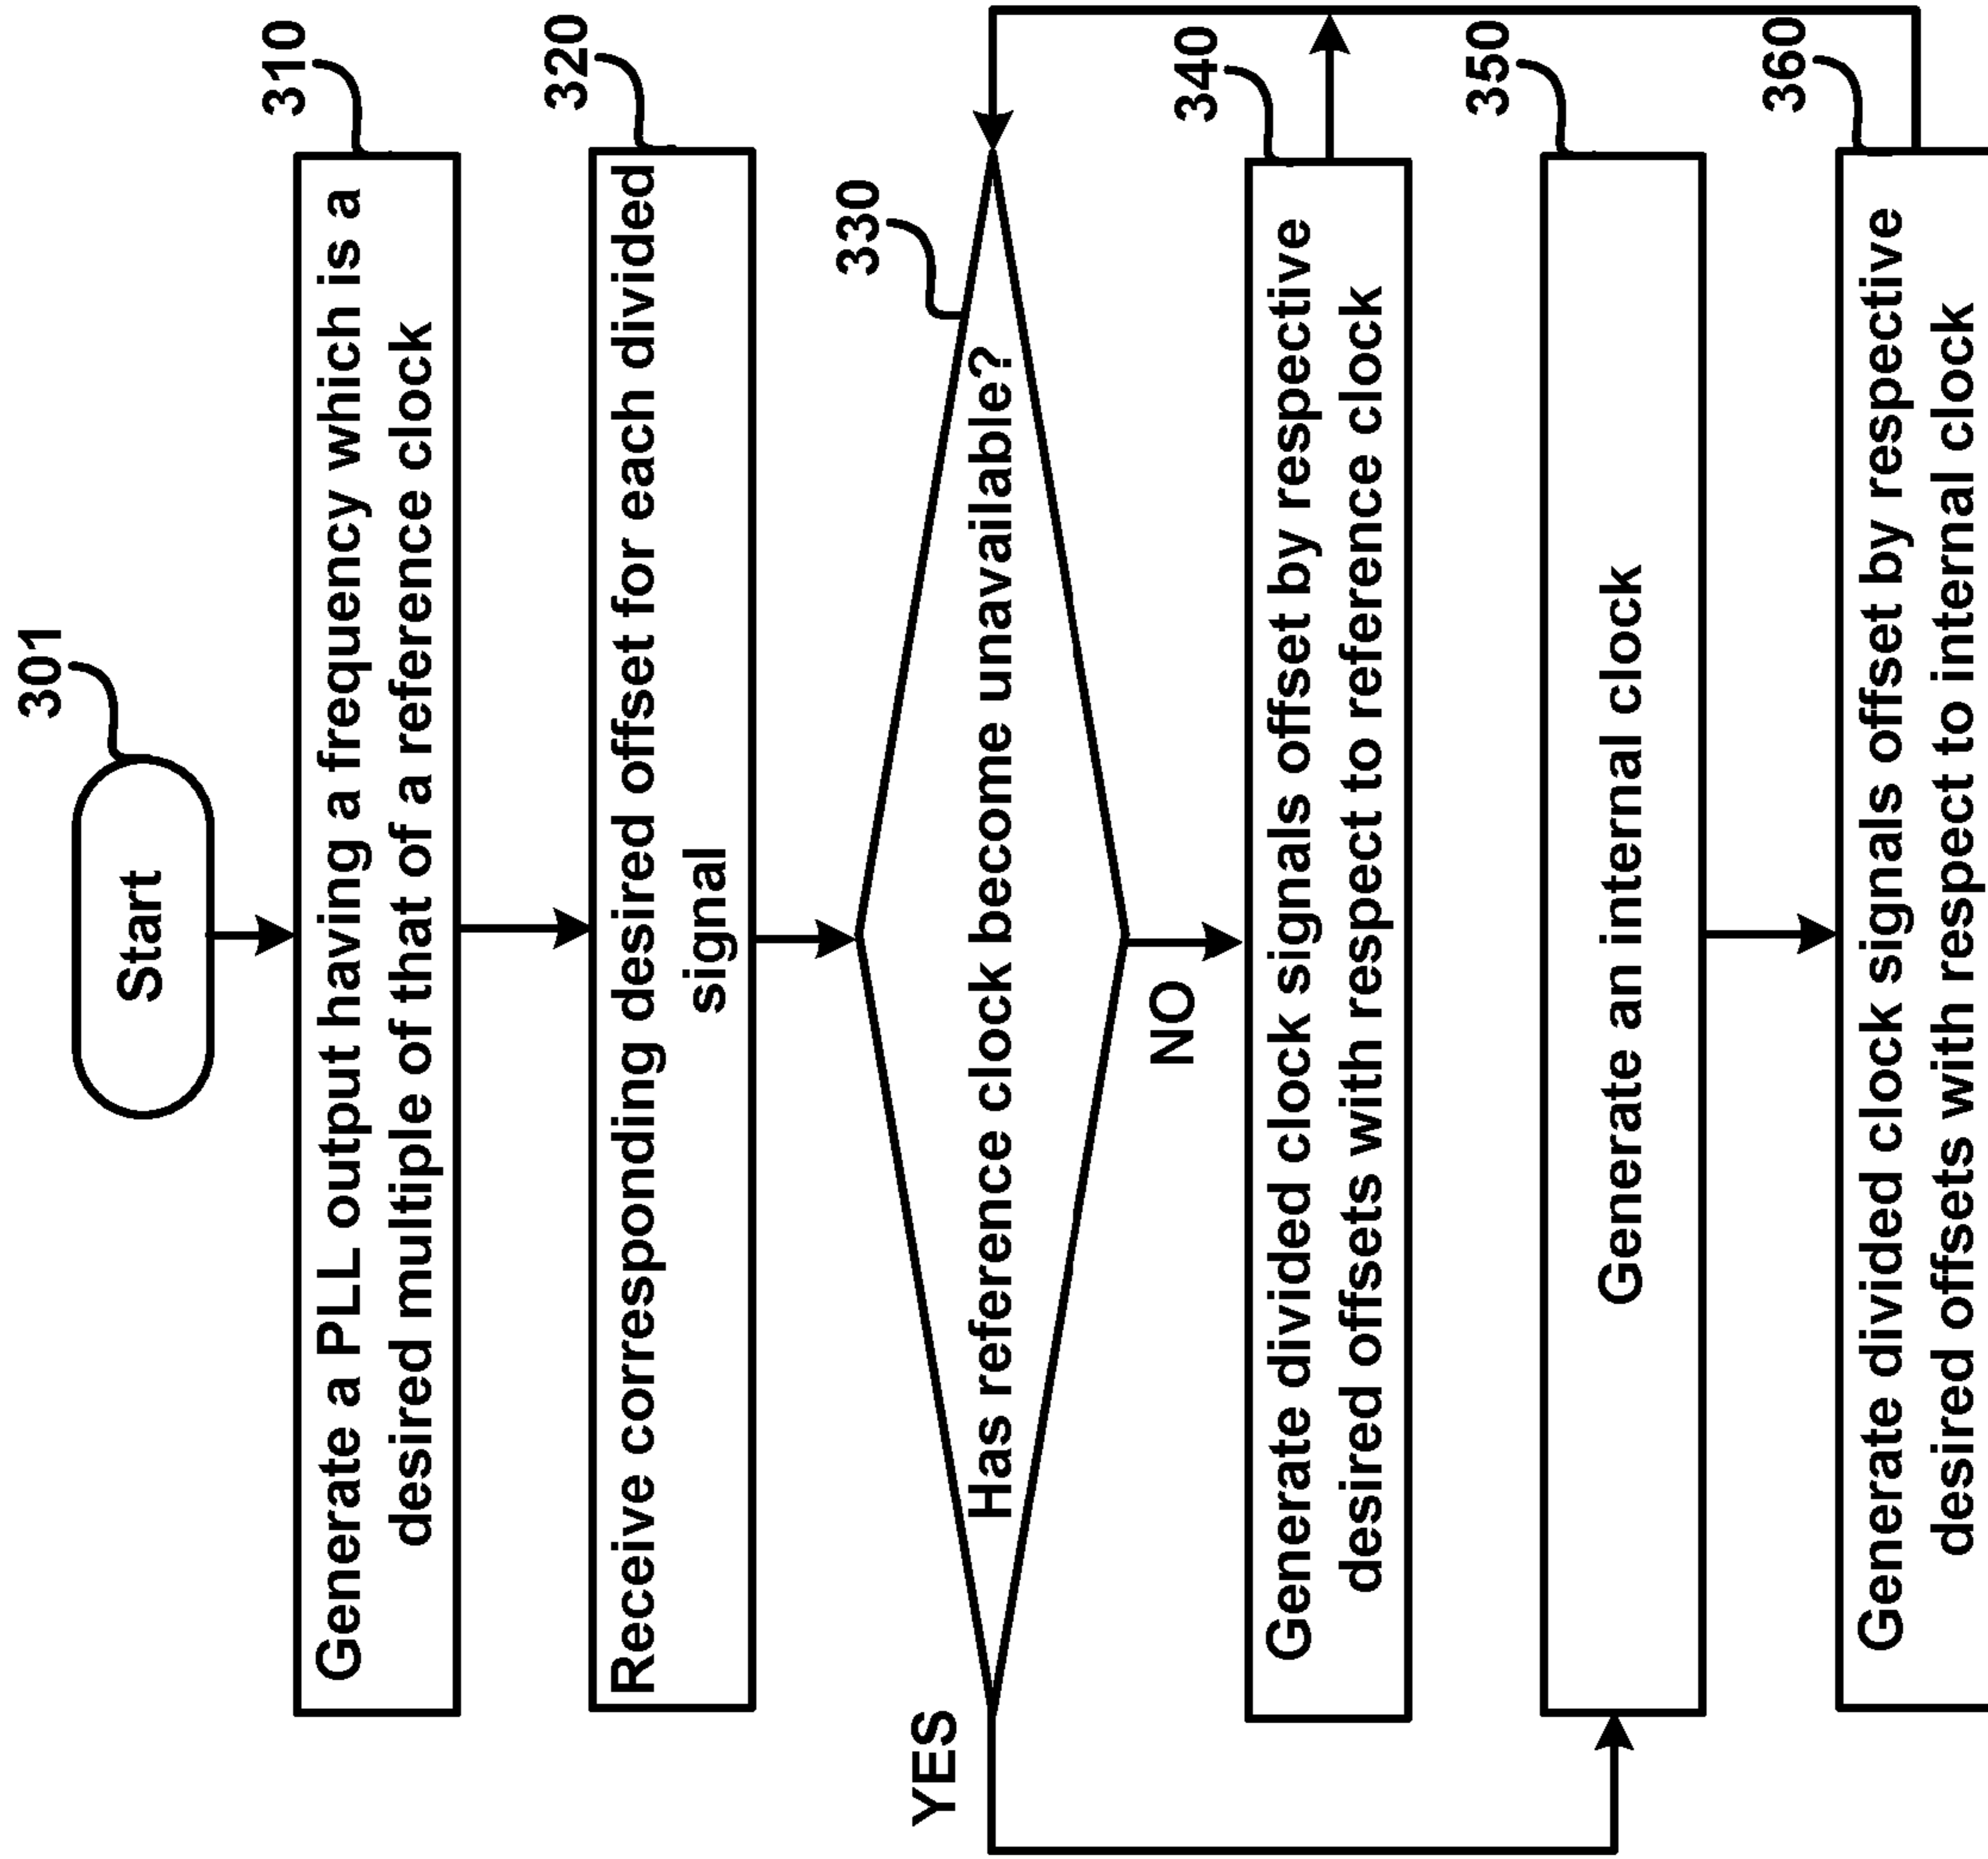 301
Start
310
Generate a PLL output having a frequency which is a
desired multiple of that of a reference clock
320
Receive corresponding desired offset for each divided
signal
330
Has reference clock become unavailable?
YES
NO
340
Generate divided clock signals offset by respective
desired offsets with respect to reference clock
350
Generate an internal clock
360
Generate divided clock signals offset by respective
desired offsets with respect to internal clock